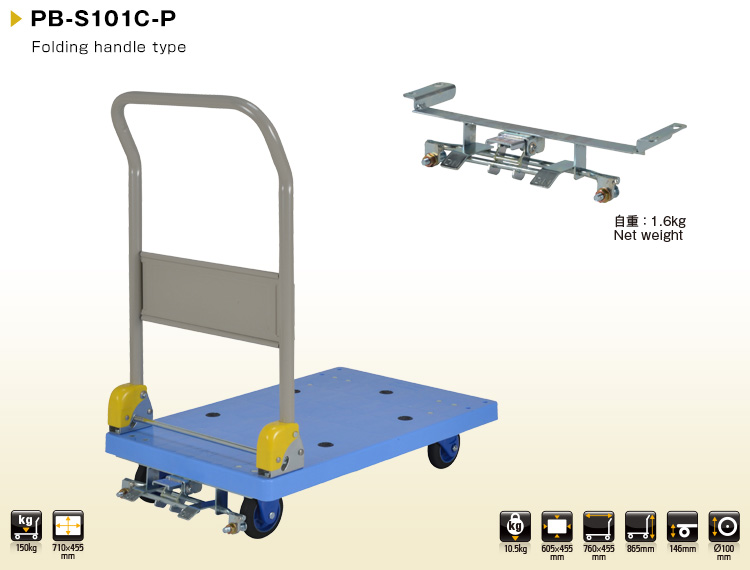 PB-S101C-P
Folding handle type
自重：1.6kg
Net weight
kg
150kg
710×455
mm
kg
10.5kg
605×455
mm
760×455
mm
865mm
146mm
Ø100
mm